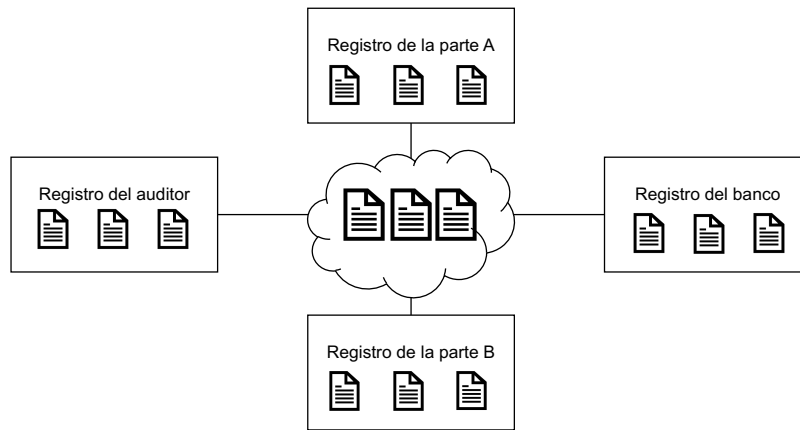 Registro de la parte A
Registro del auditor
Registro del banco
Registro de la parte B